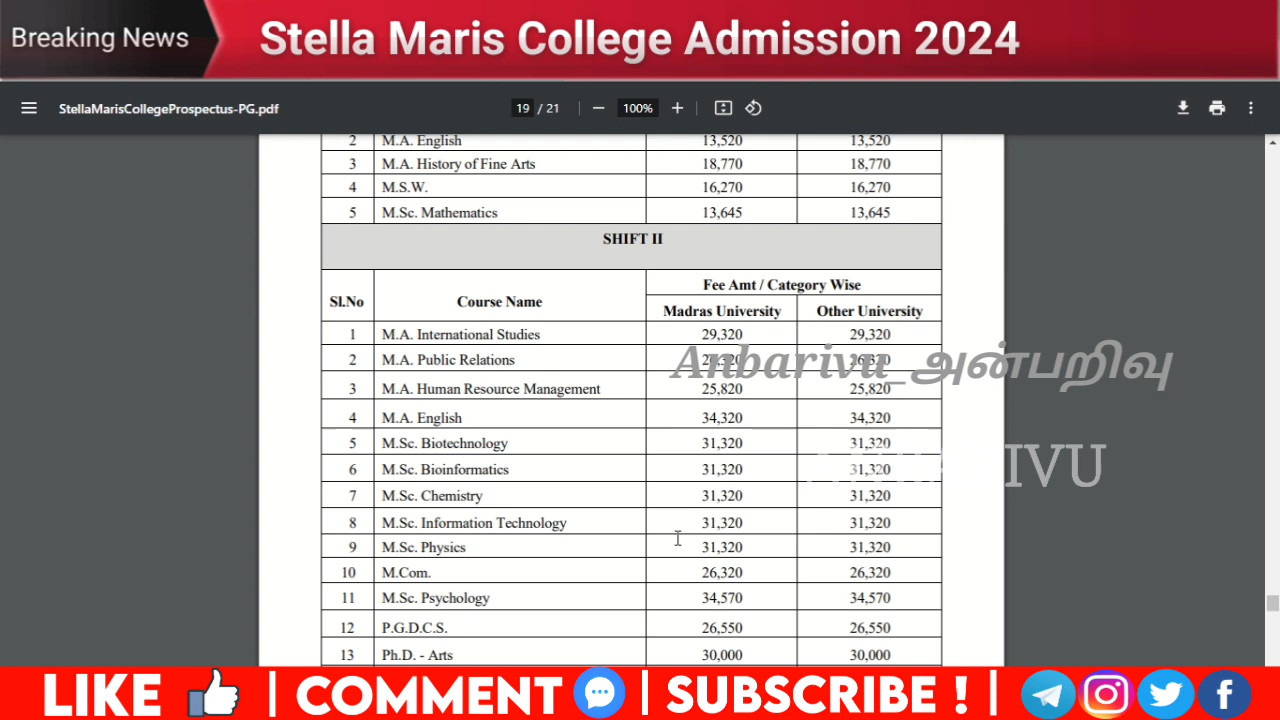 Breaking News
Stella Maris College Admission 2024
StellaMarisCollegeProspectus-PG.pdf 19 / 21 100%
2 M.A. English 13,520 13,520
3 M.A. History of Fine Arts 18,770 18,770
4 M.S.W. 16,270 16,270
5 M.Sc. Mathematics 13,645 13,645
SHIFT II
Sl.No Course Name Fee Amt / Category Wise
Madras University Other University
1 M.A. International Studies 29,320 29,320
2 M.A. Public Relations 26,320
Anbarivu_அன்பறிவு
3 M.A. Human Resource Management 25,820 25,820
4 M.A. English 34,320 34,320
5 M.Sc. Biotechnology 31,320 31,320
6 M.Sc. Bioinformatics 31,320 31,320
7 M.Sc. Chemistry 31,320 31,320
8 M.Sc. Information Technology 31,320 31,320
9 M.Sc. Physics 31,320 31,320
10 M.Com. 26,320 26,320
11 M.Sc. Psychology 34,570 34,570
12 P.G.D.C.S. 26,550 26,550
13 Ph.D. - Arts 30,000 30,000
LIKE | COMMENT | SUBSCRIBE ! |